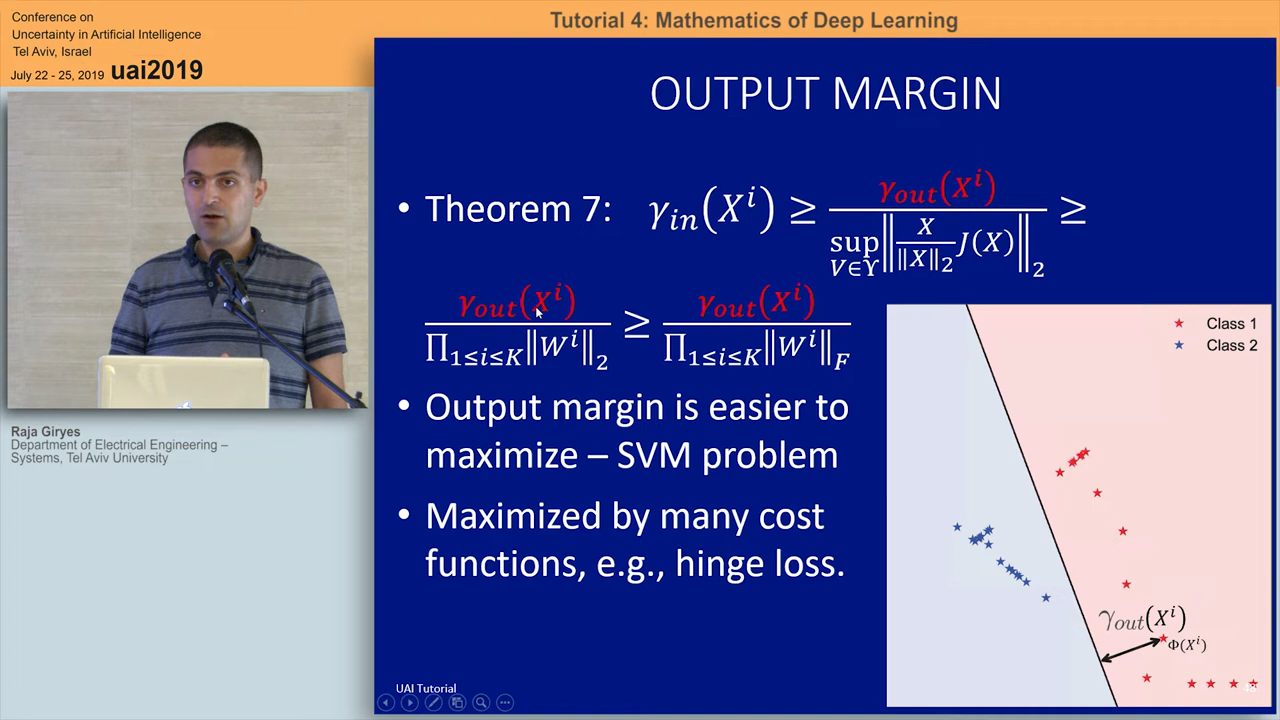 Conference on
Uncertainty in Artificial Intelligence
Tel Aviv, Israel
July 22 - 25, 2019 uai2019
Tutorial 4: Mathematics of Deep Learning
OUTPUT MARGIN
• Theorem 7: γ_in(X^i) ≥ γ_out(X^i) / sup_{V∈Υ} ‖ X/‖X‖_2 J(X) ‖_2 ≥
γ_out(X^i) / ∏_{1≤i≤K} ‖W^i‖_2 ≥ γ_out(X^i) / ∏_{1≤i≤K} ‖W^i‖_F
• Output margin is easier to
maximize – SVM problem
• Maximized by many cost
functions, e.g., hinge loss.
Class 1
Class 2
γ_out(X^i)
Φ(X^i)
UAI Tutorial
Raja Giryes
Department of Electrical Engineering –
Systems, Tel Aviv University